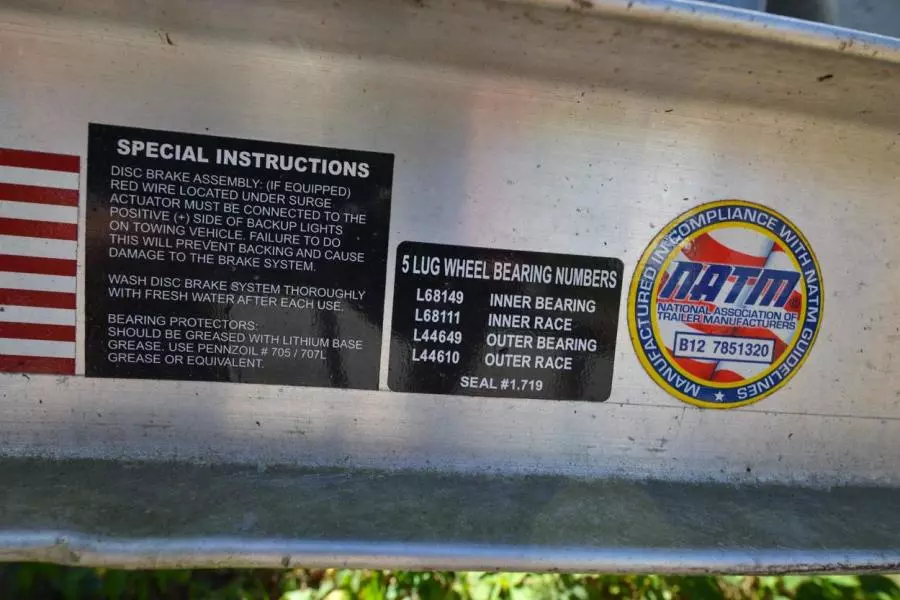 SPECIAL INSTRUCTIONS
DISC BRAKE ASSEMBLY: (IF EQUIPPED)
RED WIRE LOCATED UNDER SURGE
ACTUATOR MUST BE CONNECTED TO THE
POSITIVE (+) SIDE OF BACKUP LIGHTS
ON TOWING VEHICLE. FAILURE TO DO
THIS WILL PREVENT BACKING AND CAUSE
DAMAGE TO THE BRAKE SYSTEM.
WASH DISC BRAKE SYSTEM THOROUGHLY
WITH FRESH WATER AFTER EACH USE.
BEARING PROTECTORS:
SHOULD BE GREASED WITH LITHIUM BASE
GREASE. USE PENNZOIL # 705 / 707L
GREASE OR EQUIVALENT.
5 LUG WHEEL BEARING NUMBERS
L68149 INNER BEARING
L68111 INNER RACE
L44649 OUTER BEARING
L44610 OUTER RACE
SEAL #1.719
MANUFACTURED IN COMPLIANCE WITH NATM GUIDELINES
NATM®
NATIONAL ASSOCIATION OF
TRAILER MANUFACTURERS
B12 7851320